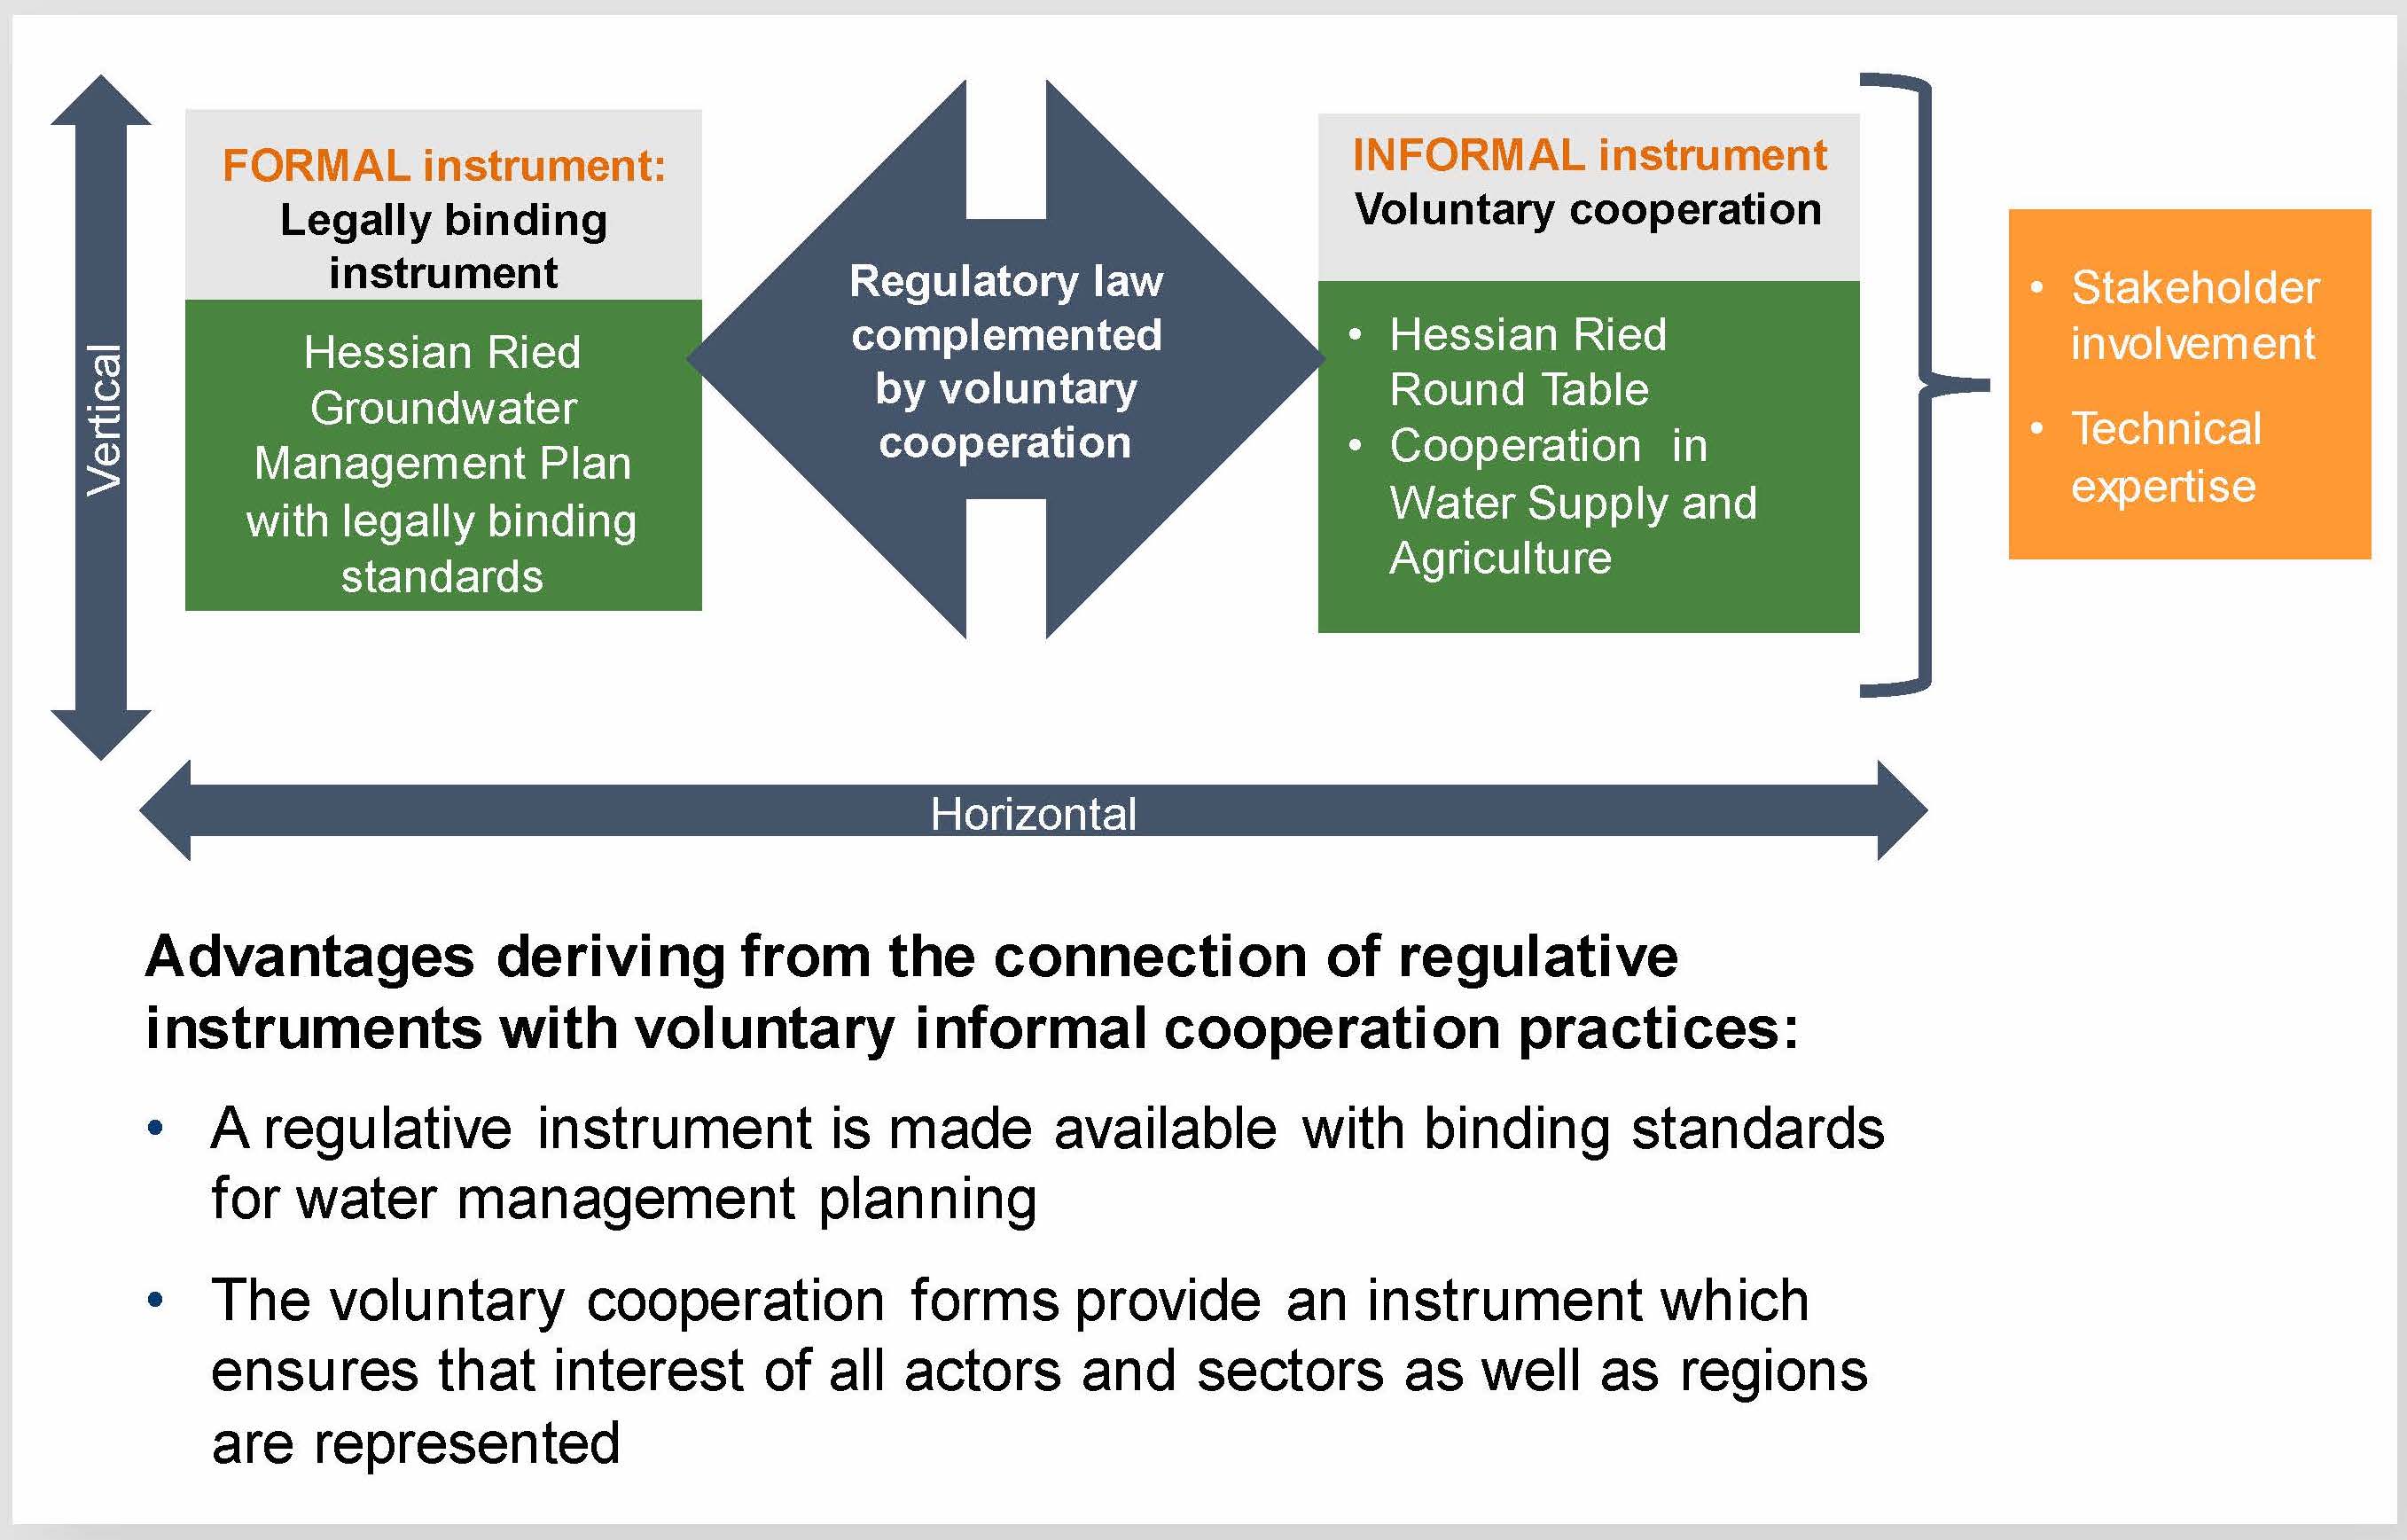 Vertical
FORMAL instrument:
Legally binding
instrument
Hessian Ried
Groundwater
Management Plan
with legally binding
standards
Regulatory law
complemented
by voluntary
cooperation
INFORMAL instrument
Voluntary cooperation
• Hessian Ried
Round Table
• Cooperation in
Water Supply and
Agriculture
• Stakeholder
involvement
• Technical
expertise
Horizontal
Advantages deriving from the connection of regulative
instruments with voluntary informal cooperation practices:
• A regulative instrument is made available with binding standards
for water management planning
• The voluntary cooperation forms provide an instrument which
ensures that interest of all actors and sectors as well as regions
are represented